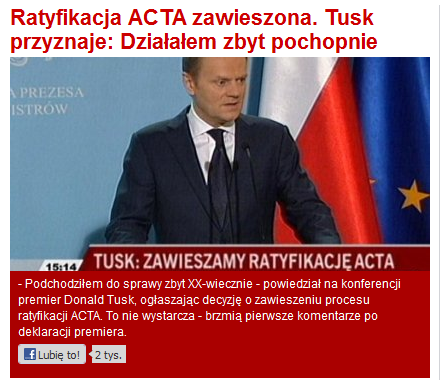 Ratyfikacja ACTA zawieszona. Tusk
przyznaje: Działałem zbyt pochopnie
A PREZESA
MINISTRÓW
15:14 TUSK: ZAWIESZAMY RATYFIKACJĘ ACTA
- Podchodziłem do sprawy zbyt XX-wiecznie - powiedział na konferencji
premier Donald Tusk, ogłaszając decyzję o zawieszeniu procesu
ratyfikacji ACTA. To nie wystarcza - brzmią pierwsze komentarze po
deklaracji premiera.
f Lubię to! 2 tys.